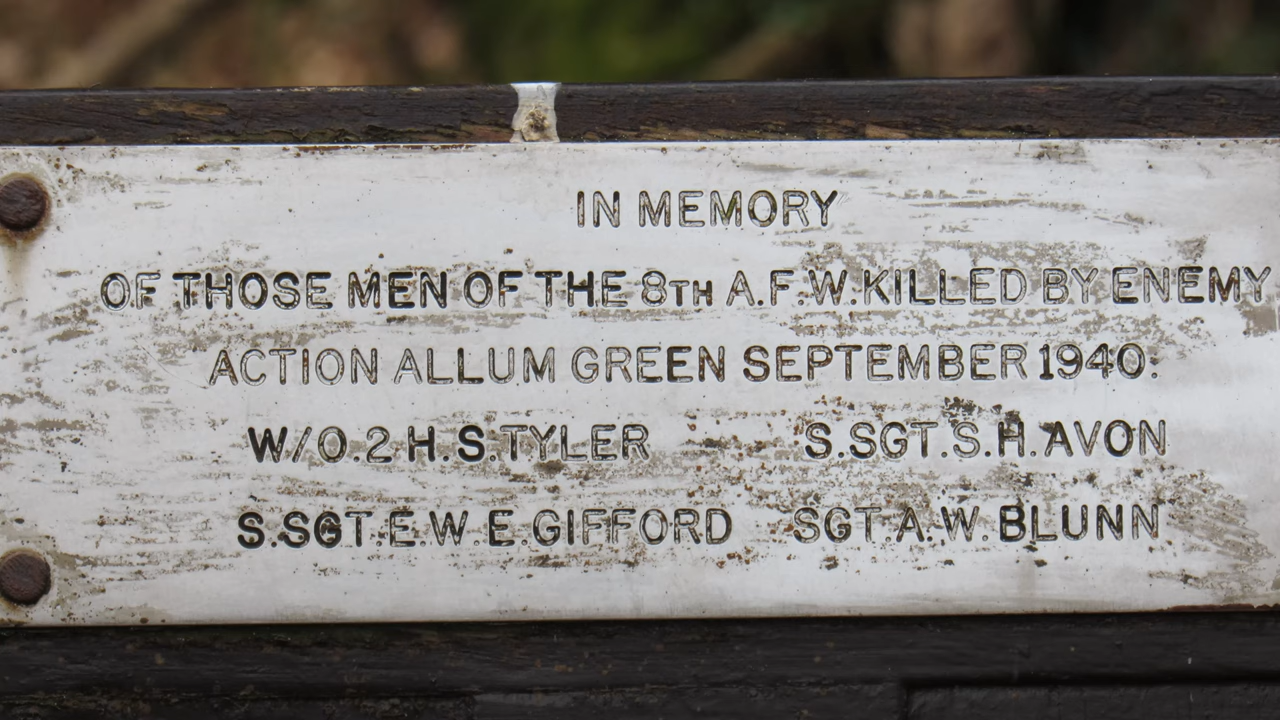 IN MEMORY
OF THOSE MEN OF THE 8TH A.F.W. KILLED BY ENEMY
ACTION ALLUM GREEN SEPTEMBER 1940:
W/O.2 H.S.TYLER S.SGT.S.H.AVON
S.SGT.E.W.E.GIFFORD SGT.A.W.BLUNN